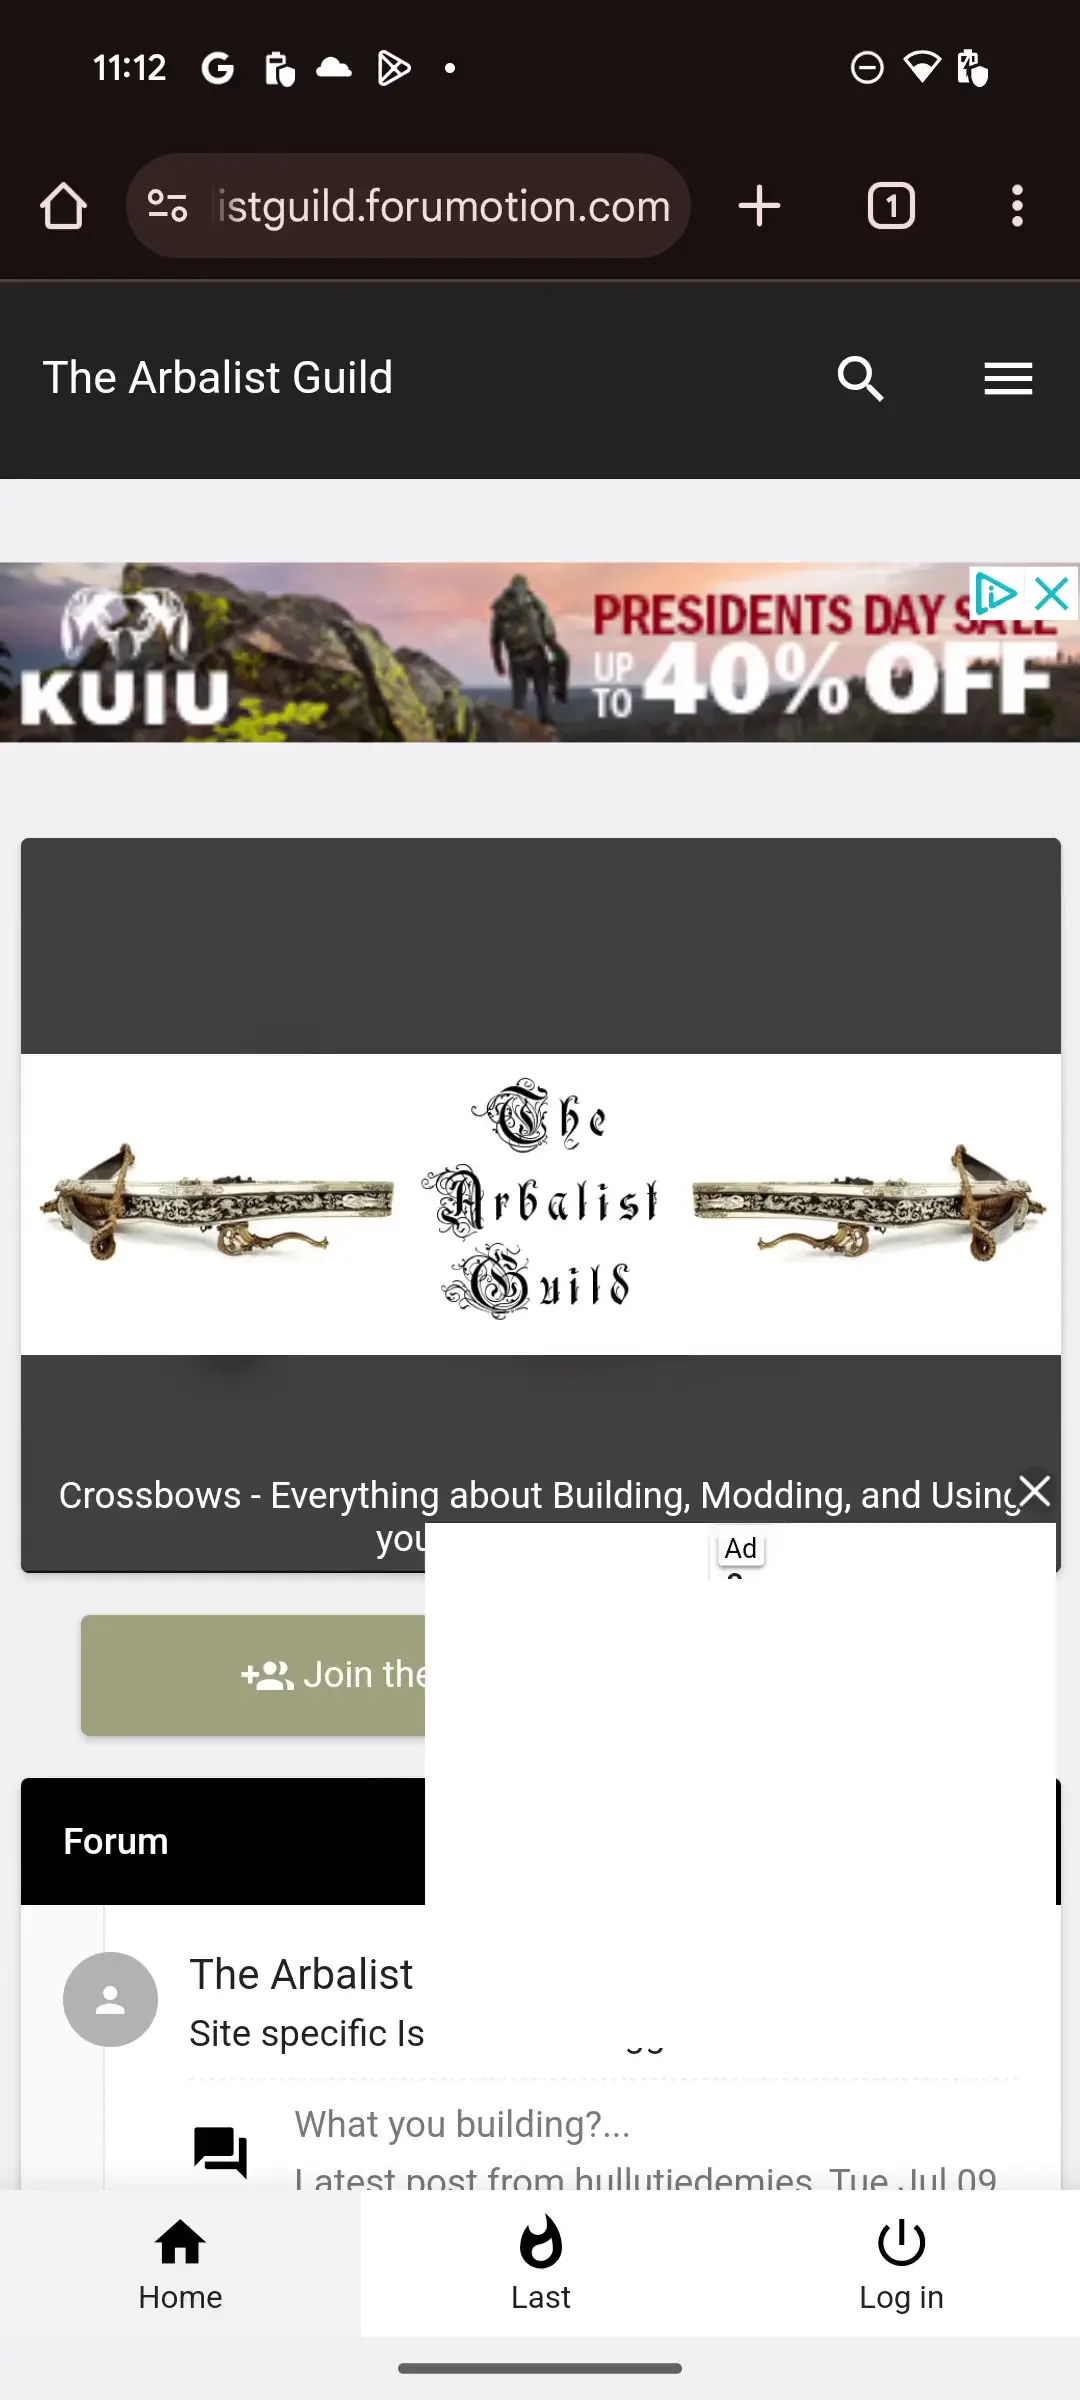 11:12
istguild.forumotion.com
1
The Arbalist Guild
KUIU
PRESIDENTS DAY SALE
UP TO 40% OFF
The
Arbalist
Guild
Crossbows - Everything about Building, Modding, and Using
you
Ad
Join the
Forum
The Arbalist
Site specific Is
What you building?...
Latest post from hullutiedemies, Tue Jul 09,
Home
Last
Log in